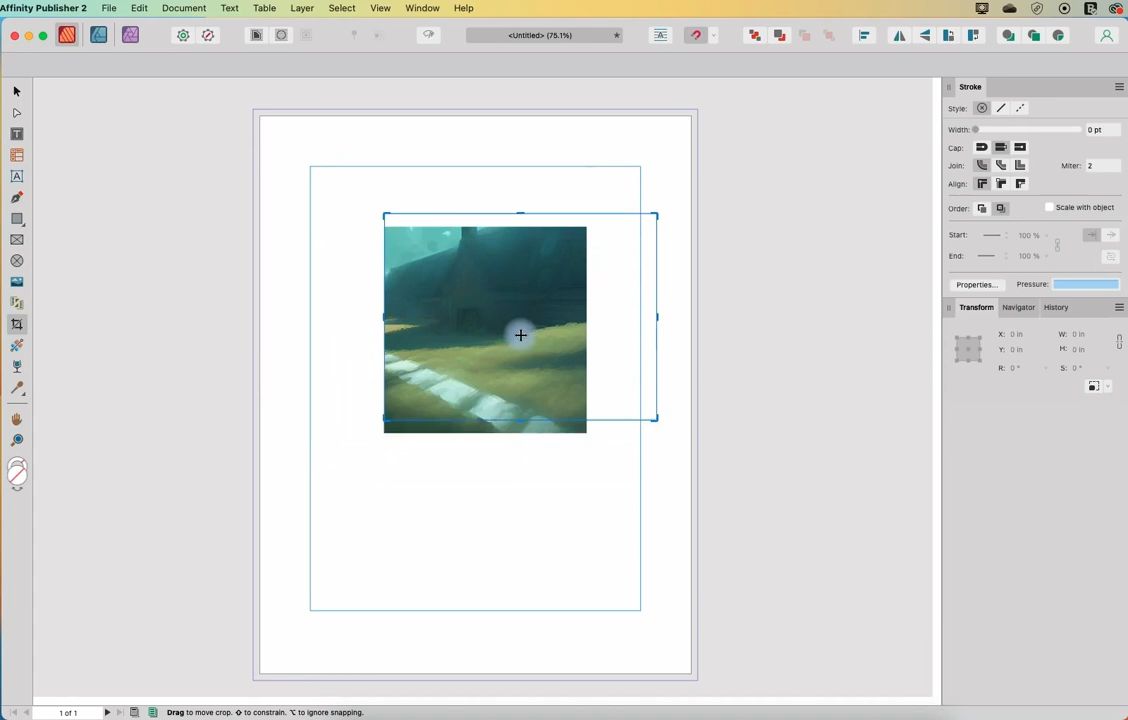 Affinity Publisher 2 File Edit Document Text Table Layer Select View Window Help
<Untitled> (75.1%)
Stroke
Style:
Width: 0 pt
Cap:
Join: Miter: 2
Align:
Order: Scale with object
Start: 100 %
End: 100 %
Properties... Pressure:
Transform Navigator History
X: 0 in W: 0 in
Y: 0 in H: 0 in
R: 0 ° S: 0 °
1 of 1 Drag to move crop. ⇧ to constrain. ⌥ to ignore snapping.